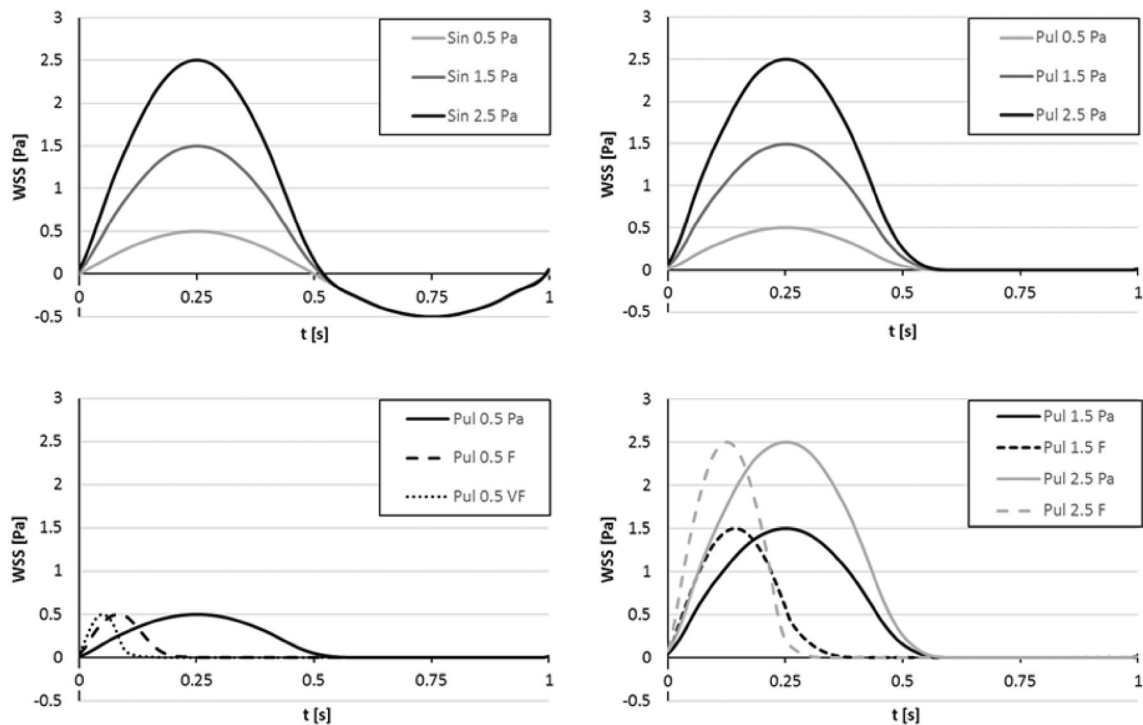 3
2.5
2
1.5
1
0.5
0
-0.5
WSS [Pa]
0
0.25
0.5
0.75
1
t [s]
Sin 0.5 Pa
Sin 1.5 Pa
Sin 2.5 Pa
3
2.5
2
1.5
1
0.5
0
-0.5
WSS [Pa]
0
0.25
0.5
0.75
1
t [s]
Pul 0.5 Pa
Pul 1.5 Pa
Pul 2.5 Pa
3
2.5
2
1.5
1
0.5
0
-0.5
WSS [Pa]
0
0.25
0.5
0.75
1
t [s]
Pul 0.5 Pa
Pul 0.5 F
Pul 0.5 VF
3
2.5
2
1.5
1
0.5
0
-0.5
WSS [Pa]
0
0.25
0.5
0.75
1
t [s]
Pul 1.5 Pa
Pul 1.5 F
Pul 2.5 Pa
Pul 2.5 F